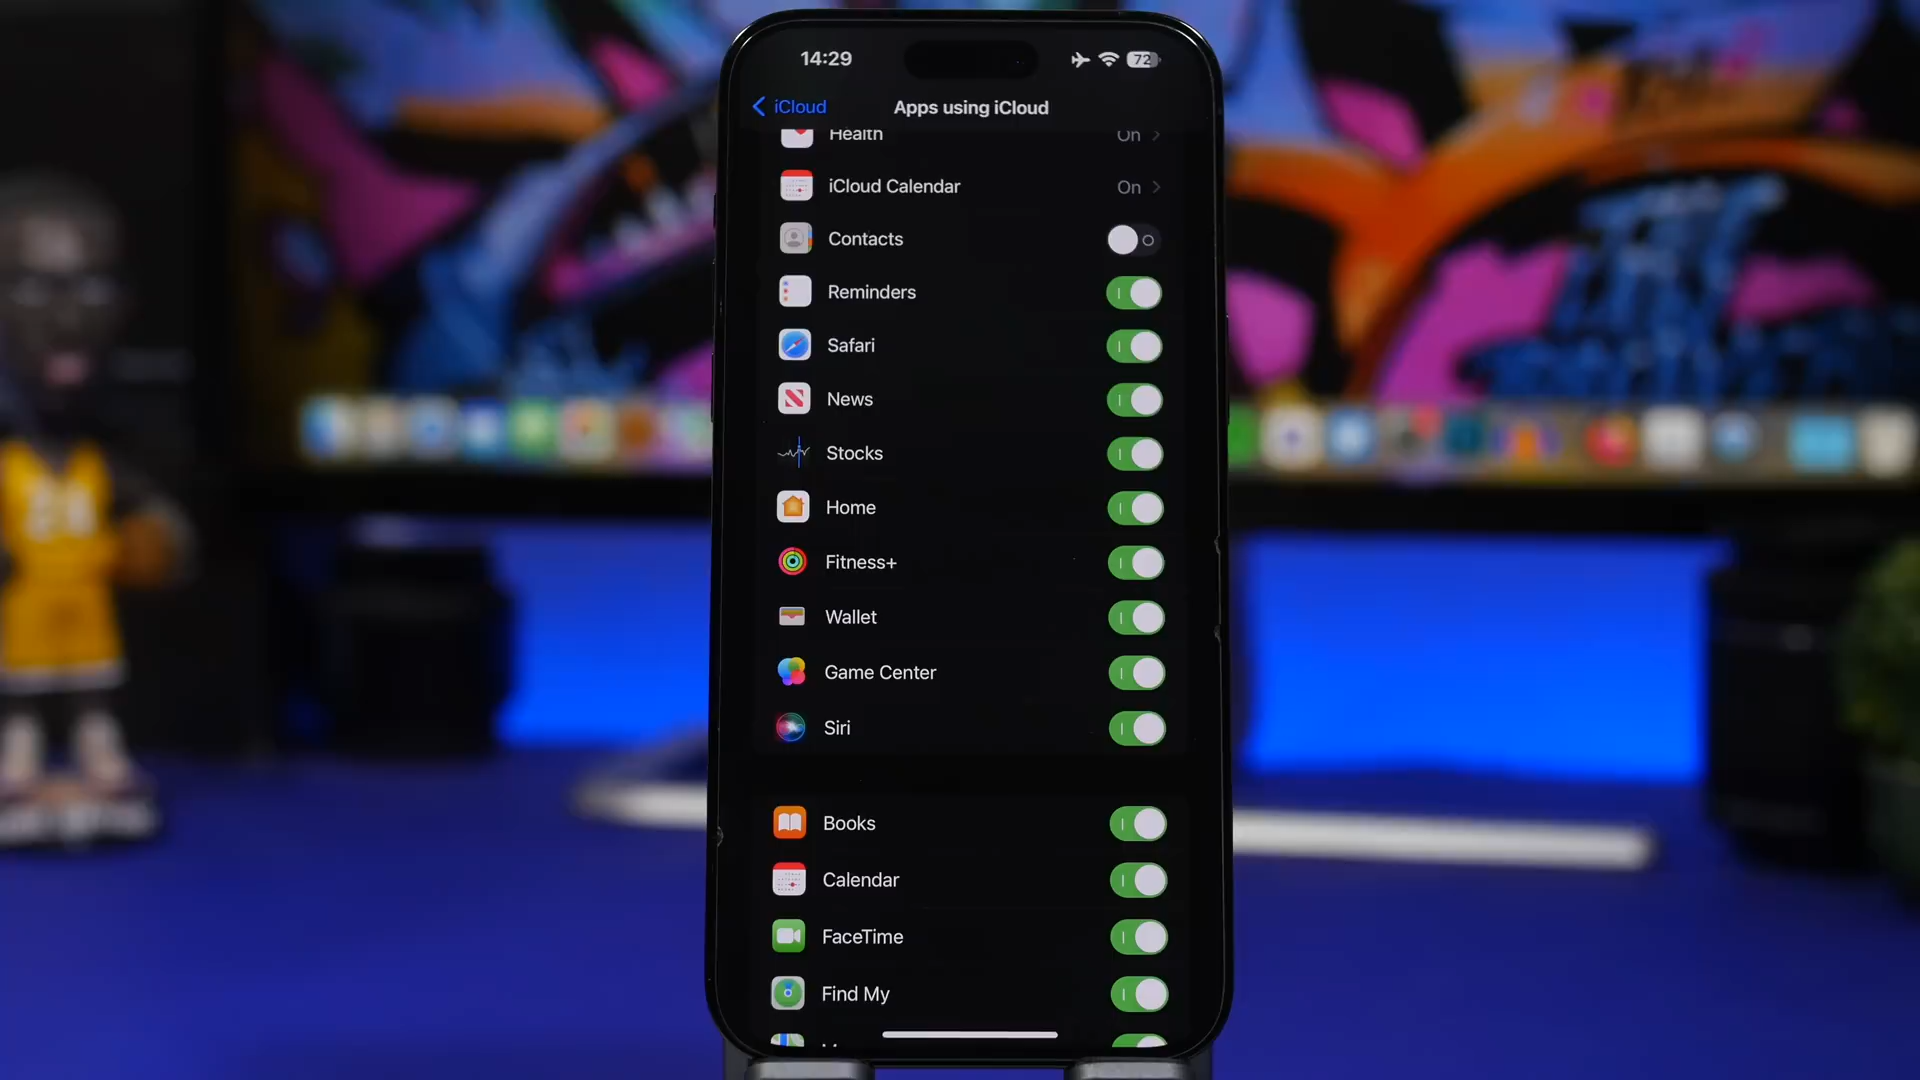 14:29
72
iCloud
Apps using iCloud
Health On
iCloud Calendar On
Contacts
Reminders
Safari
News
Stocks
Home
Fitness+
Wallet
Game Center
Siri
Books
Calendar
FaceTime
Find My
24